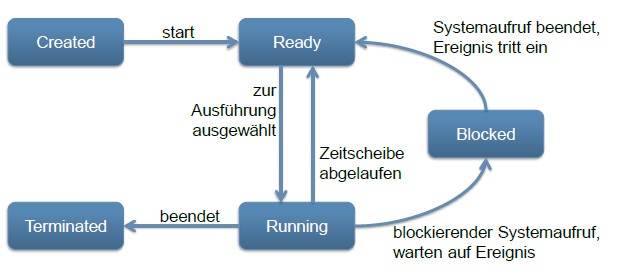 Created
start
Ready
Systemaufruf beendet,
Ereignis tritt ein
zur
Ausführung
ausgewählt
Zeitscheibe
abgelaufen
Blocked
Terminated
beendet
Running
blockierender Systemaufruf,
warten auf Ereignis